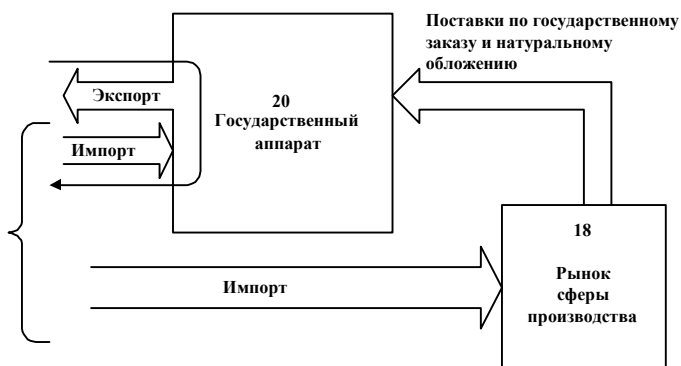 Поставки по государственному
заказу и натуральному
обложению
20
Государственный
аппарат
Экспорт
Импорт
18
Рынок
сферы
производства
Импорт